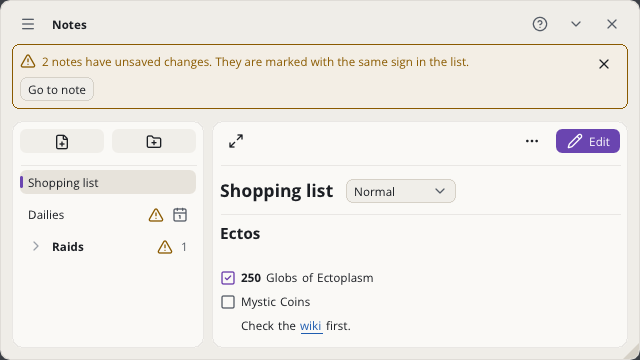 Notes
2 notes have unsaved changes. They are marked with the same sign in the list.
Go to note
Edit
Shopping list
Dailies
1
Raids
1
Shopping list
Normal
Ectos
250 Globs of Ectoplasm
Mystic Coins
Check the wiki first.